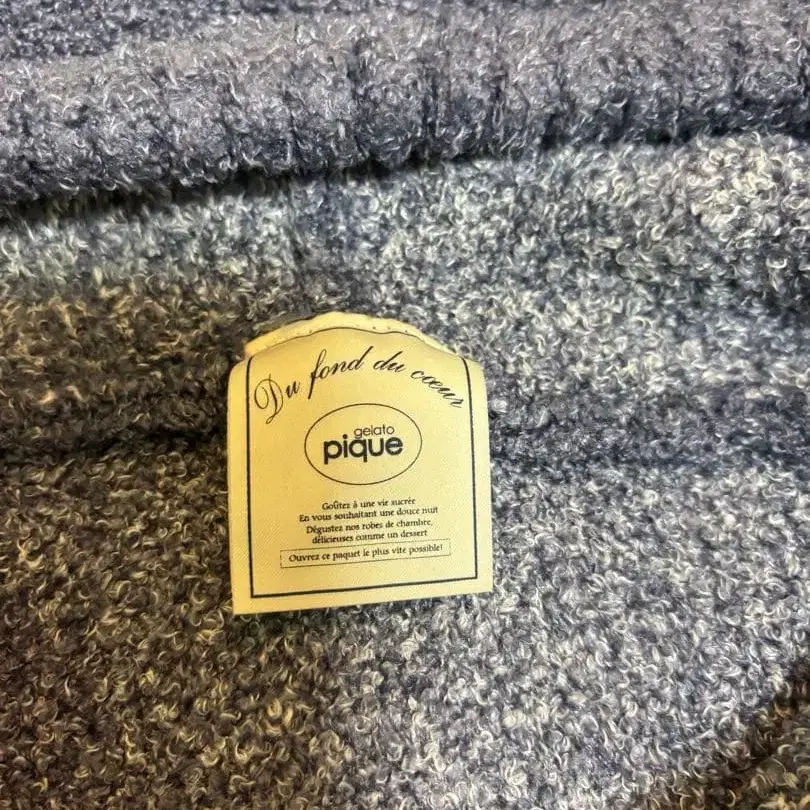 Du fond du cœur
gelato
pique
Goûtez à une vie sucrée
En vous souhaitant une douce nuit
Dégustez nos robes de chambre,
délicieuses comme un dessert
Ouvrez ce paquet le plus vite possible!